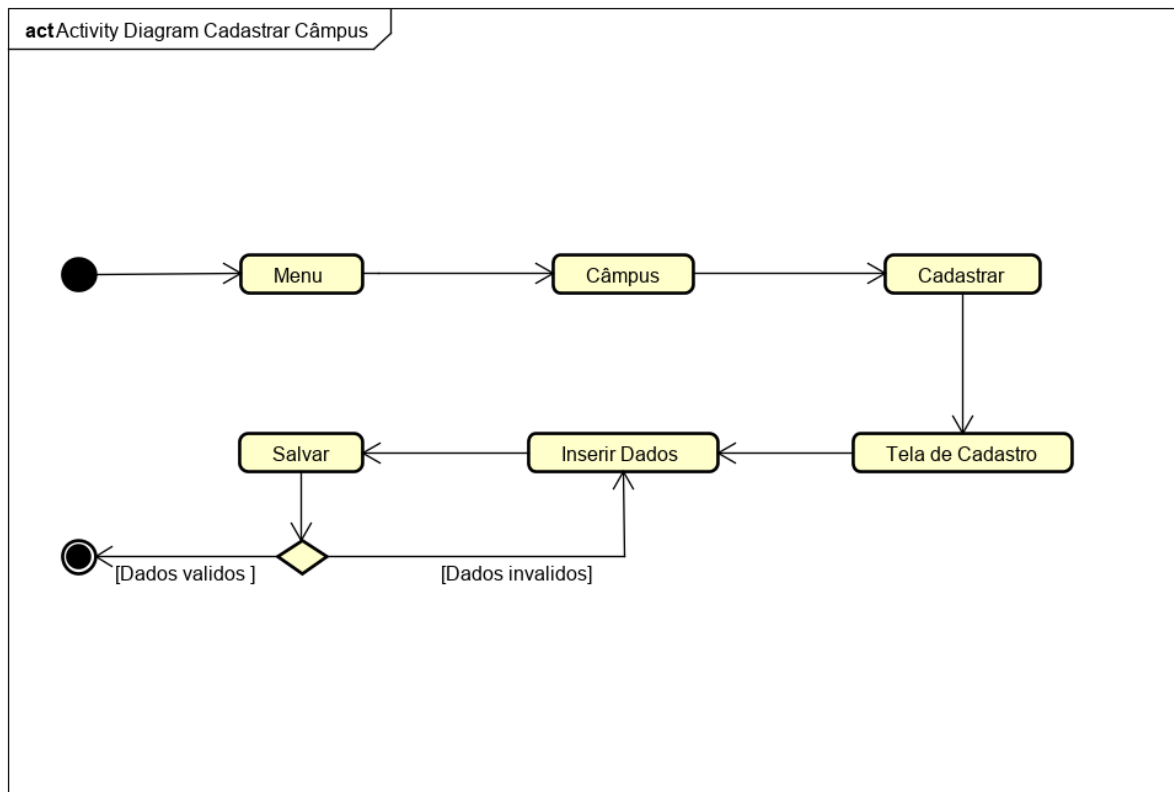 act Activity Diagram Cadastrar Câmpus
Menu
Câmpus
Cadastrar
Salvar
Inserir Dados
Tela de Cadastro
[Dados validos ]
[Dados invalidos]